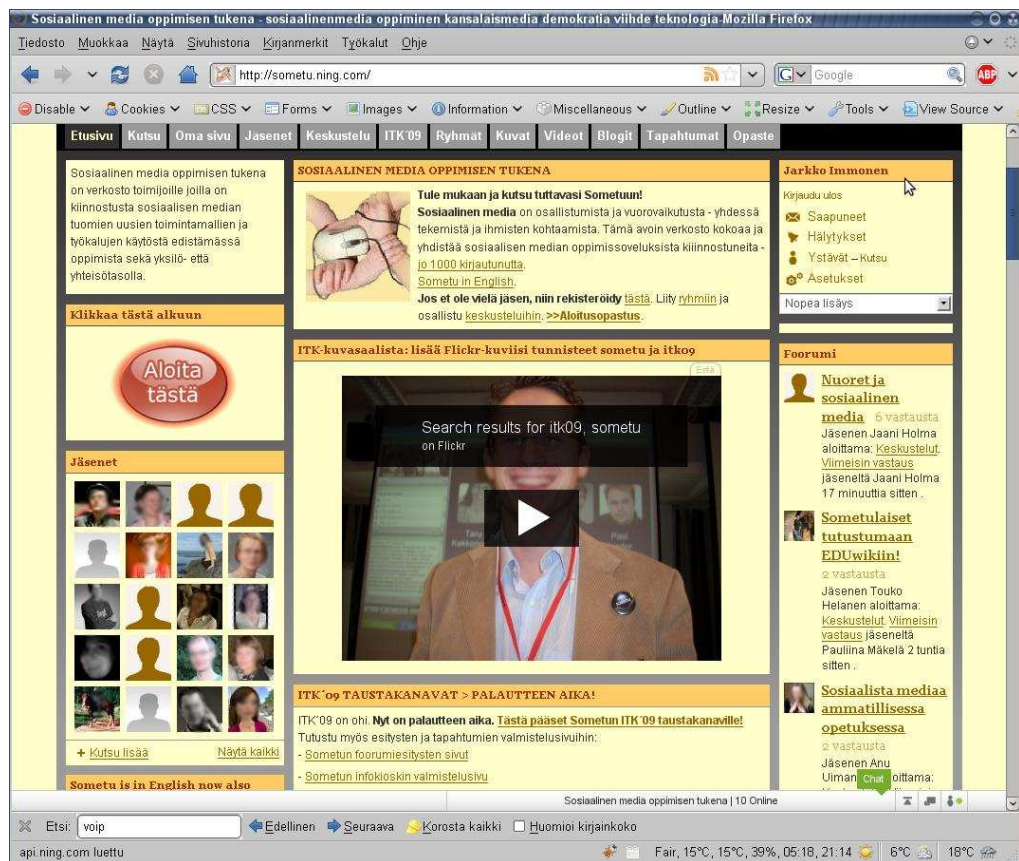 Sosiaalinen media oppimisen tukena - sosiaalinenmedia oppiminen kansalaismedia demokratia viihde teknologia-Mozilla Firefox
Tiedosto Muokkaa Näytä Sivuhistoria Kirjanmerkit Työkalut Ohje
http://sometu.ning.com/
Google
ABP
Disable Cookies CSS Forms Images Information Miscellaneous Outline Resize Tools View Source
Etusivu Kutsu Oma sivu Jäsenet Keskustelu ITK´09 Ryhmät Kuvat Videot Blogit Tapahtumat Opaste
Sosiaalinen media oppimisen tukena
on verkosto toimijoille joilla on
kiinnostusta sosiaalisen median
tuomien uusien toimintamallien ja
työkalujen käytöstä edistämässä
oppimista sekä yksilö- että
yhteisötasolla.
Klikkaa tästä alkuun
Aloita
tästä
Jäsenet
+ Kutsu lisää
Näytä kaikki
Sometu is in English now also
SOSIAALINEN MEDIA OPPIMISEN TUKENA
Tule mukaan ja kutsu tuttavasi Sometuun!
Sosiaalinen media on osallistumista ja vuorovaikutusta - yhdessä
tekemistä ja ihmisten kohtaamista. Tämä avoin verkosto kokoaa ja
yhdistää sosiaalisen median oppimissoveluksista kiiinnostuneita -
jo 1000 kirjautunutta.
Sometu in English.
Jos et ole vielä jäsen, niin rekisteröidy tästä. Liity ryhmiin ja
osallistu keskusteluihin. >>Aloitusopastus.
ITK-kuvasaalista: lisää Flickr-kuviisi tunnisteet sometu ja itk09
Estä
Search results for itk09, sometu
on Flickr
ITK´09 TAUSTAKANAVAT > PALAUTTEEN AIKA!
ITK´09 on ohi. Nyt on palautteen aika. Tästä pääset Sometun ITK´09 taustakanaville!
Tutustu myös esitysten ja tapahtumien valmistelusivuihin:
- Sometun foorumiesitysten sivut
- Sometun infokioskin valmistelusivu
Jarkko Immonen
Kirjaudu ulos
Saapuneet
Hälytykset
Ystävät – Kutsu
Asetukset
Nopea lisäys
Foorumi
Nuoret ja
sosiaalinen
media 6 vastausta
Jäsenen Jaani Holma
aloittama: Keskustelut.
Viimeisin vastaus
jäseneltä Jaani Holma
17 minuuttia sitten .
Sometulaiset
tutustumaan
EDUwikiin!
2 vastausta
Jäsenen Touko
Helanen aloittama:
Keskustelut. Viimeisin
vastaus jäseneltä
Pauliina Mäkelä 2 tuntia
sitten .
Sosiaalista mediaa
ammatillisessa
opetuksessa
2 vastausta
Jäsenen Anu
Chat
Sosiaalinen media oppimisen tukena | 10 Online
Etsi: voip Edellinen Seuraava Korosta kaikki Huomioi kirjainkoko
api.ning.com luettu
Fair, 15°C, 15°C, 39%, 05:18, 21:14 6°C 18°C